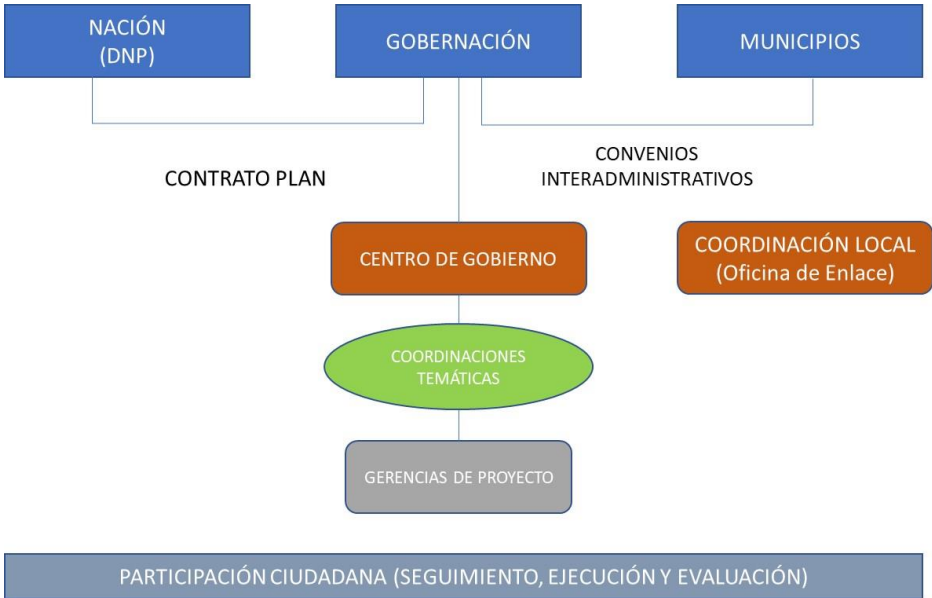 NACIÓN
(DNP)
GOBERNACIÓN
MUNICIPIOS
CONTRATO PLAN
CONVENIOS
INTERADMINISTRATIVOS
CENTRO DE GOBIERNO
COORDINACIÓN LOCAL
(Oficina de Enlace)
COORDINACIONES
TEMÁTICAS
GERENCIAS DE PROYECTO
PARTICIPACIÓN CIUDADANA (SEGUIMIENTO, EJECUCIÓN Y EVALUACIÓN)